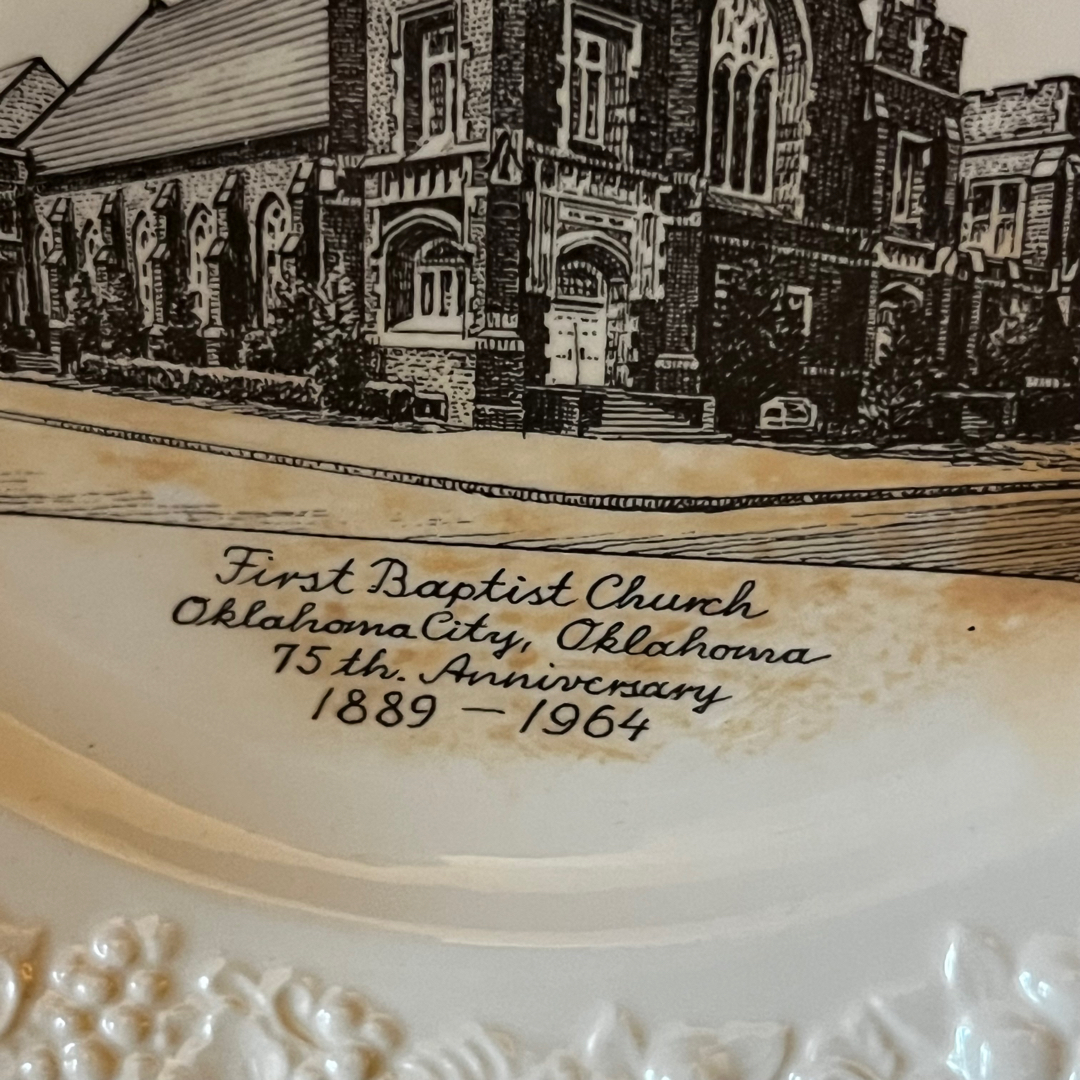 First Baptist Church
Oklahoma City, Oklahoma
75th. Anniversary
1889 – 1964